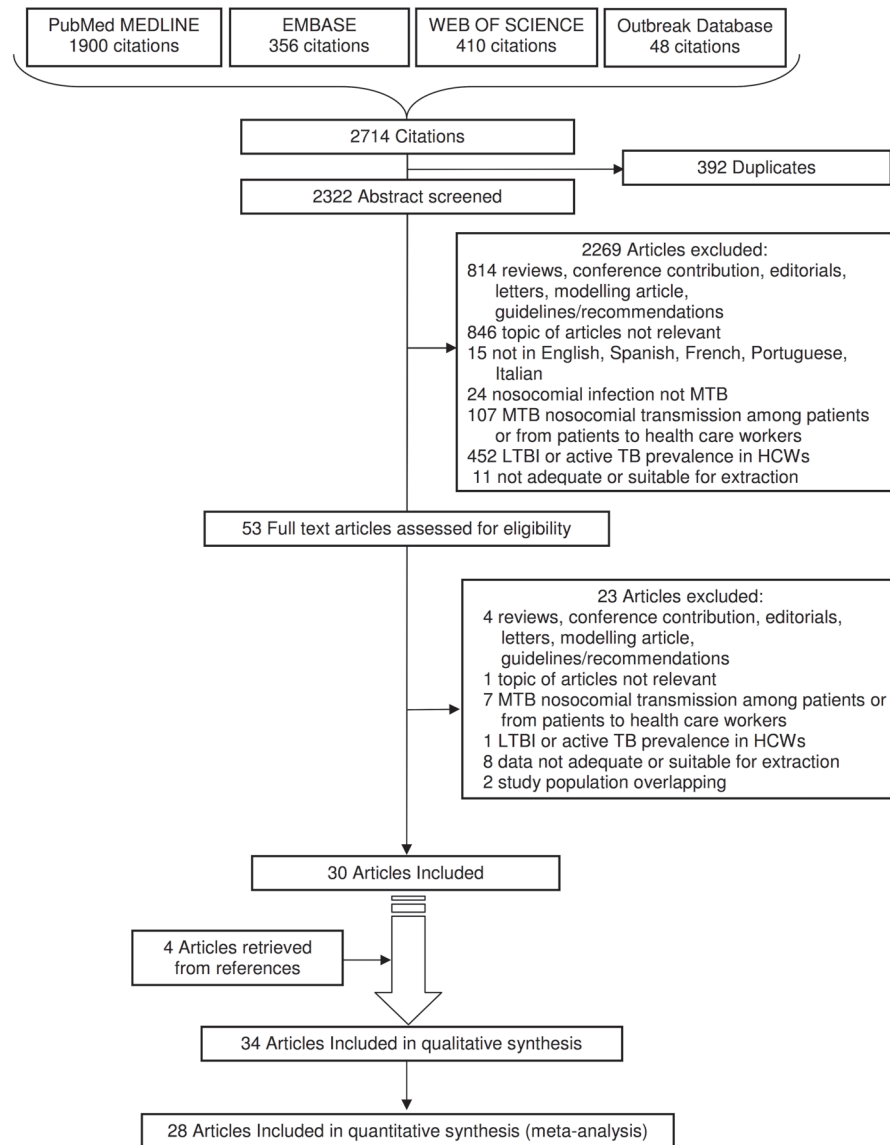 PubMed MEDLINE
1900 citations
EMBASE
356 citations
WEB OF SCIENCE
410 citations
Outbreak Database
48 citations
2714 Citations
392 Duplicates
2322 Abstract screened
2269 Articles excluded:
814 reviews, conference contribution, editorials,
letters, modelling article,
guidelines/recommendations
846 topic of articles not relevant
15 not in English, Spanish, French, Portuguese,
Italian
24 nosocomial infection not MTB
107 MTB nosocomial transmission among patients
or from patients to health care workers
452 LTBI or active TB prevalence in HCWs
11 not adequate or suitable for extraction
53 Full text articles assessed for eligibility
23 Articles excluded:
4 reviews, conference contribution, editorials,
letters, modelling article,
guidelines/recommendations
1 topic of articles not relevant
7 MTB nosocomial transmission among patients or
from patients to health care workers
1 LTBI or active TB prevalence in HCWs
8 data not adequate or suitable for extraction
2 study population overlapping
30 Articles Included
4 Articles retrieved
from references
34 Articles Included in qualitative synthesis
28 Articles Included in quantitative synthesis (meta-analysis)